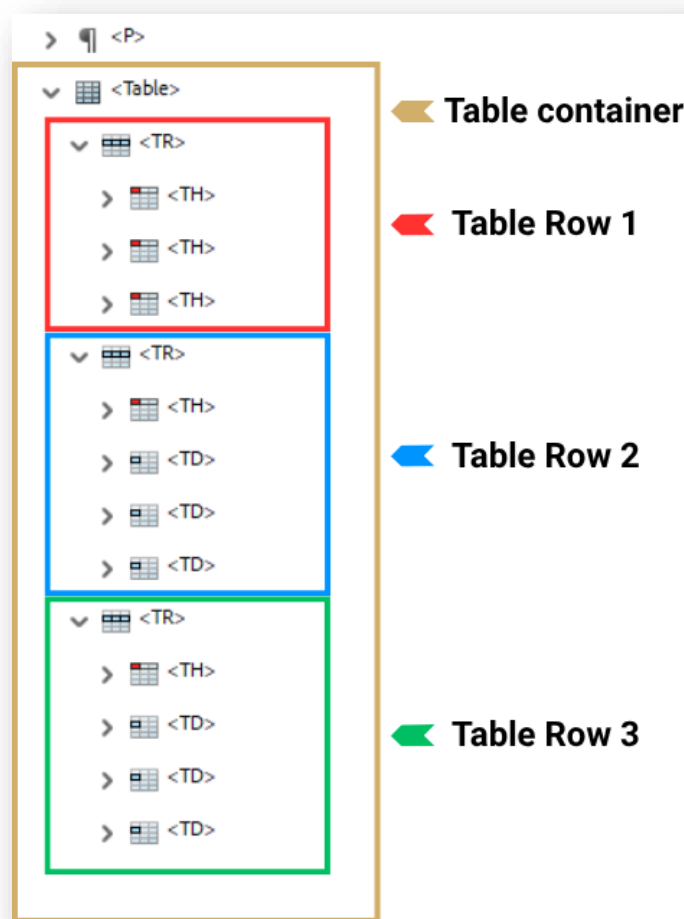 <P>
<Table>
Table container
<TR>
<TH>
Table Row 1
<TH>
<TH>
<TR>
<TH>
<TD>
Table Row 2
<TD>
<TD>
<TR>
<TH>
<TD>
Table Row 3
<TD>
<TD>